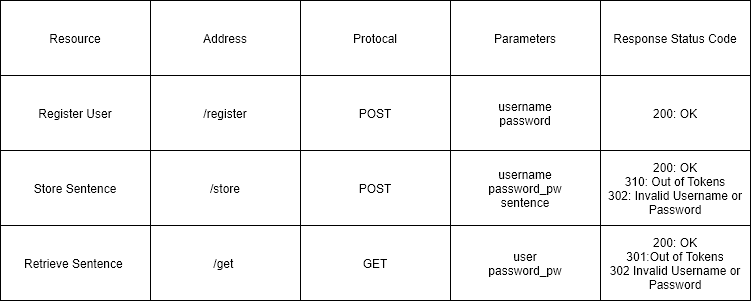 Resource
Address
Protocal
Parameters
Response Status Code
Register User
/register
POST
username
password
200: OK
Store Sentence
/store
POST
username
password_pw
sentence
200: OK
310: Out of Tokens
302: Invalid Username or
Password
Retrieve Sentence
/get
GET
user
password_pw
200: OK
301:Out of Tokens
302 Invalid Username or
Password